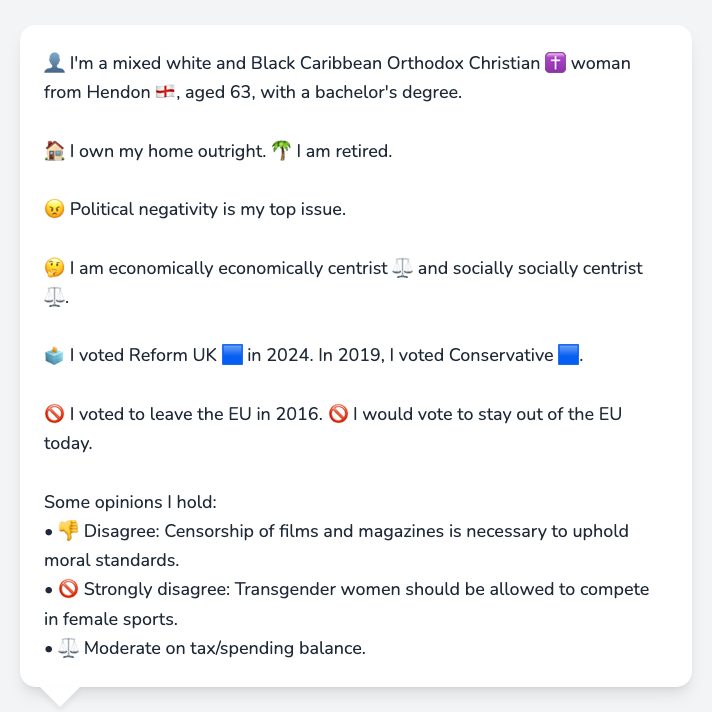 👤 I'm a mixed white and Black Caribbean Orthodox Christian ✝️ woman
from Hendon 🏴󠁧󠁢󠁥󠁮󠁧󠁿, aged 63, with a bachelor's degree.
🏠 I own my home outright. 🌴 I am retired.
😠 Political negativity is my top issue.
🤔 I am economically economically centrist ⚖️ and socially socially centrist
⚖️.
🗳️ I voted Reform UK 🟦 in 2024. In 2019, I voted Conservative 🟦.
🚫 I voted to leave the EU in 2016. 🚫 I would vote to stay out of the EU
today.
Some opinions I hold:
• 👎 Disagree: Censorship of films and magazines is necessary to uphold
moral standards.
• 🚫 Strongly disagree: Transgender women should be allowed to compete
in female sports.
• ⚖️ Moderate on tax/spending balance.